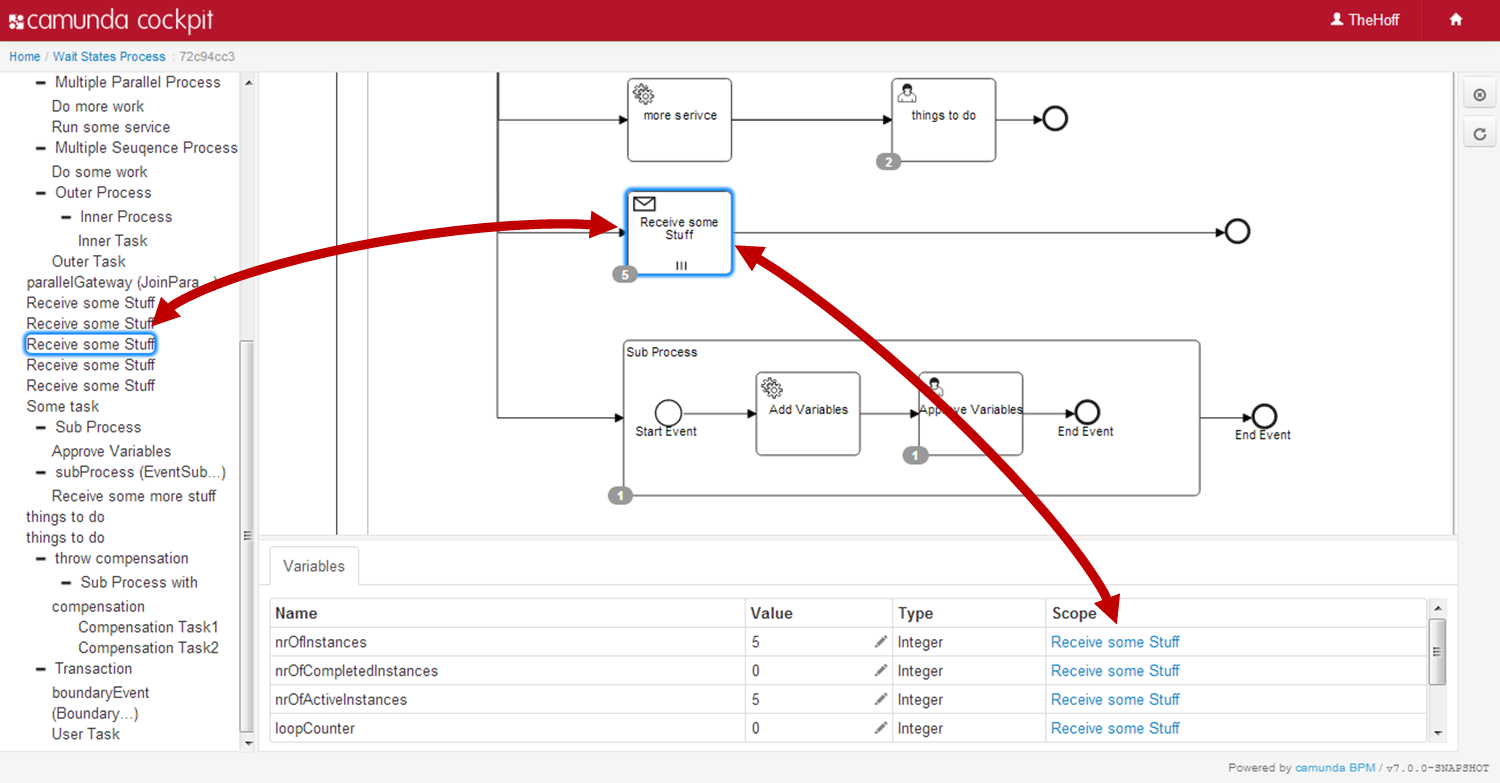 camunda cockpit
TheHoff
Home / Wait States Process : 72c94cc3
Multiple Parallel Process
Do more work
Run some service
Multiple Seuqence Process
Do some work
Outer Process
Inner Process
Inner Task
Outer Task
parallelGateway (JoinPara...)
Receive some Stuff
Receive some Stuff
Receive some Stuff
Receive some Stuff
Receive some Stuff
Some task
Sub Process
Approve Variables
subProcess (EventSub...)
Receive some more stuff
things to do
things to do
throw compensation
Sub Process with
compensation
Compensation Task1
Compensation Task2
Transaction
boundaryEvent
(Boundary...)
User Task
more serivce
things to do
2
Receive some
Stuff
5
Sub Process
Start Event
Add Variables
Approve Variables
1
End Event
End Event
1
Variables
Name Value Type Scope
nrOfInstances 5 Integer Receive some Stuff
nrOfCompletedInstances 0 Integer Receive some Stuff
nrOfActiveInstances 5 Integer Receive some Stuff
loopCounter 0 Integer Receive some Stuff
Powered by camunda BPM / v7.0.0-SNAPSHOT